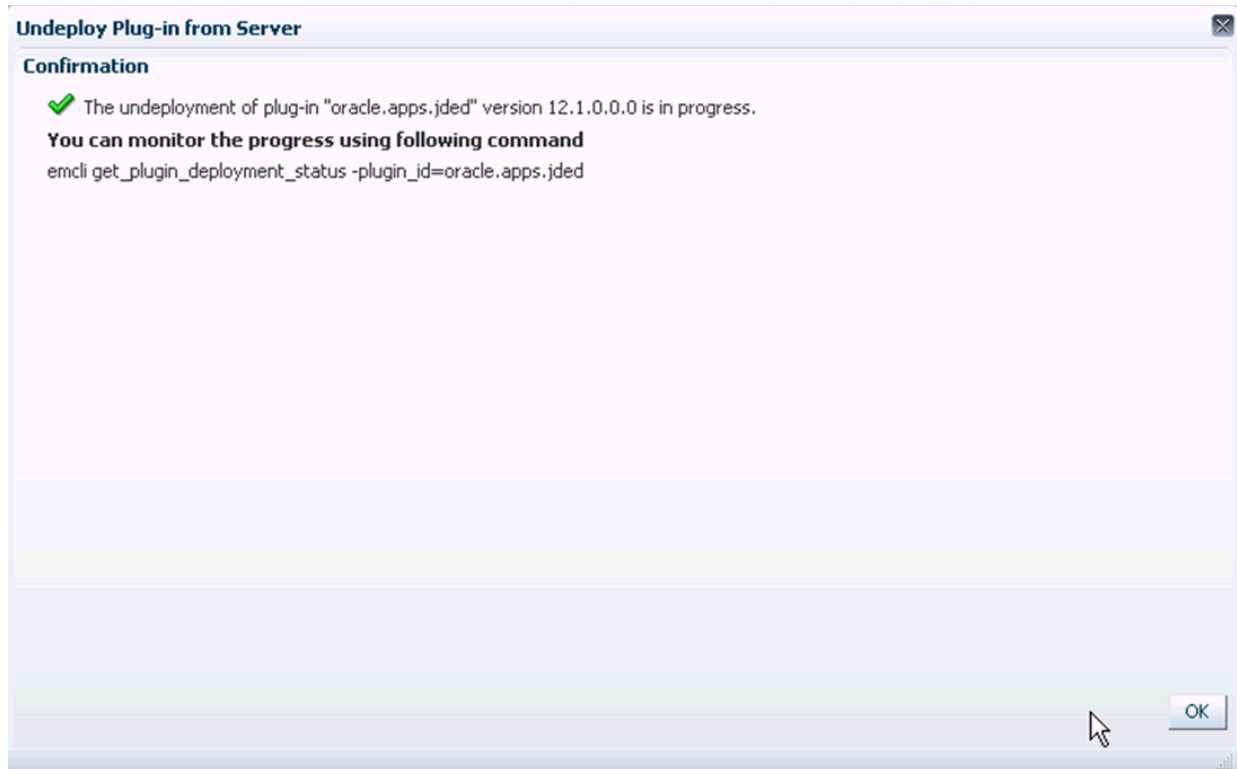 Undeploy Plug-in from Server
Confirmation
The undeployment of plug-in "oracle.apps.jded" version 12.1.0.0.0 is in progress.
You can monitor the progress using following command
emcli get_plugin_deployment_status -plugin_id=oracle.apps.jded
OK